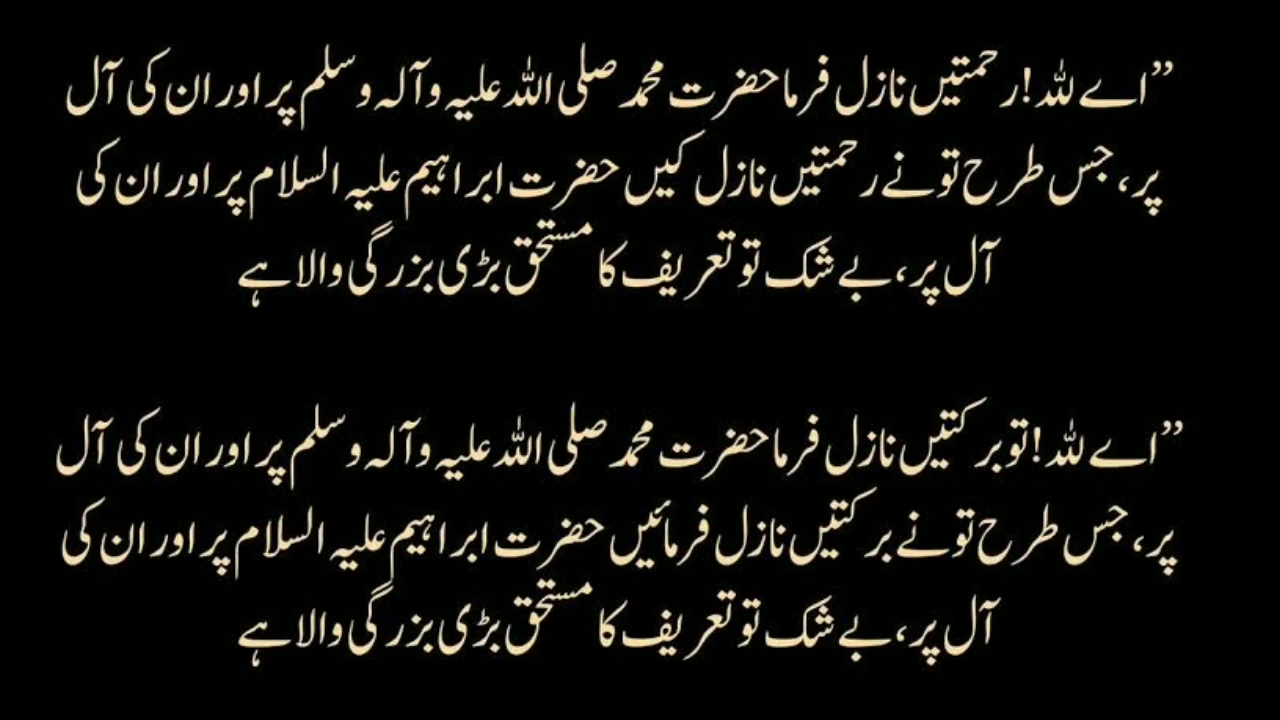 ”اے للہ! رحمتیں نازل فرما حضرت محمد صلی اللہ علیہ وآلہ وسلم پر اور ان کی آل
پر، جس طرح تونے رحمتیں نازل کیں حضرت ابراہیم علیہ السلام پر اور ان کی
آل پر، بے شک تو تعریف کا مستحق بڑی بزرگی والا ہے
”اے للہ! تو برکتیں نازل فرما حضرت محمد صلی اللہ علیہ وآلہ وسلم پر اور ان کی آل
پر، جس طرح تونے برکتیں نازل فرمائیں حضرت ابراہیم علیہ السلام پر اور ان کی
آل پر، بے شک تو تعریف کا مستحق بڑی بزرگی والا ہے